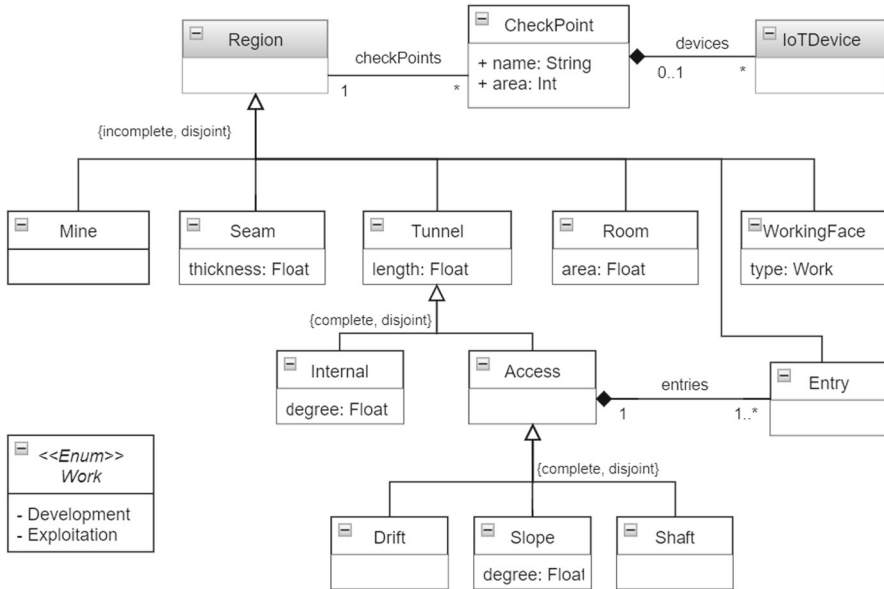 Region
CheckPoint
+ name: String
+ area: Int
IoTDevice
checkPoints
1
*
devices
0..1
*
{incomplete, disjoint}
Mine
Seam
thickness: Float
Tunnel
length: Float
Room
area: Float
WorkingFace
type: Work
{complete, disjoint}
Internal
degree: Float
Access
entries
1
1..*
Entry
<<Enum>>
Work
- Development
- Exploitation
{complete, disjoint}
Drift
Slope
degree: Float
Shaft